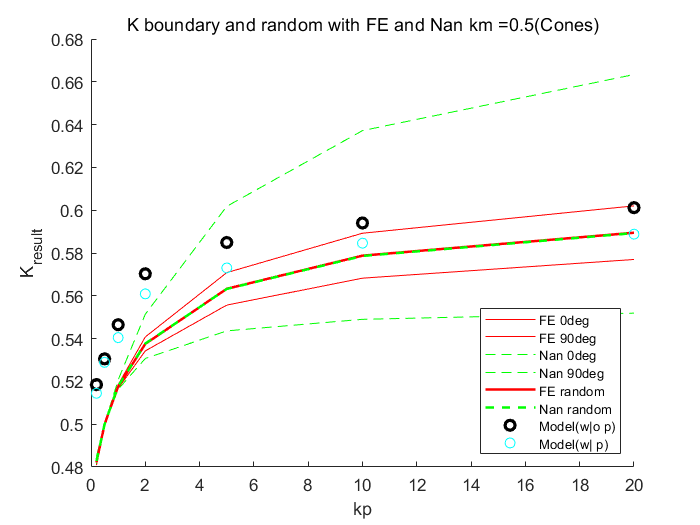 K boundary and random with FE and Nan km =0.5(Cones)
0.68
0.66
0.64
0.62
0.6
0.58
0.56
0.54
0.52
0.5
0.48
K_result
0 2 4 6 8 10 12 14 16 18 20
kp
FE 0deg
FE 90deg
Nan 0deg
Nan 90deg
FE random
Nan random
Model(w|o p)
Model(w| p)